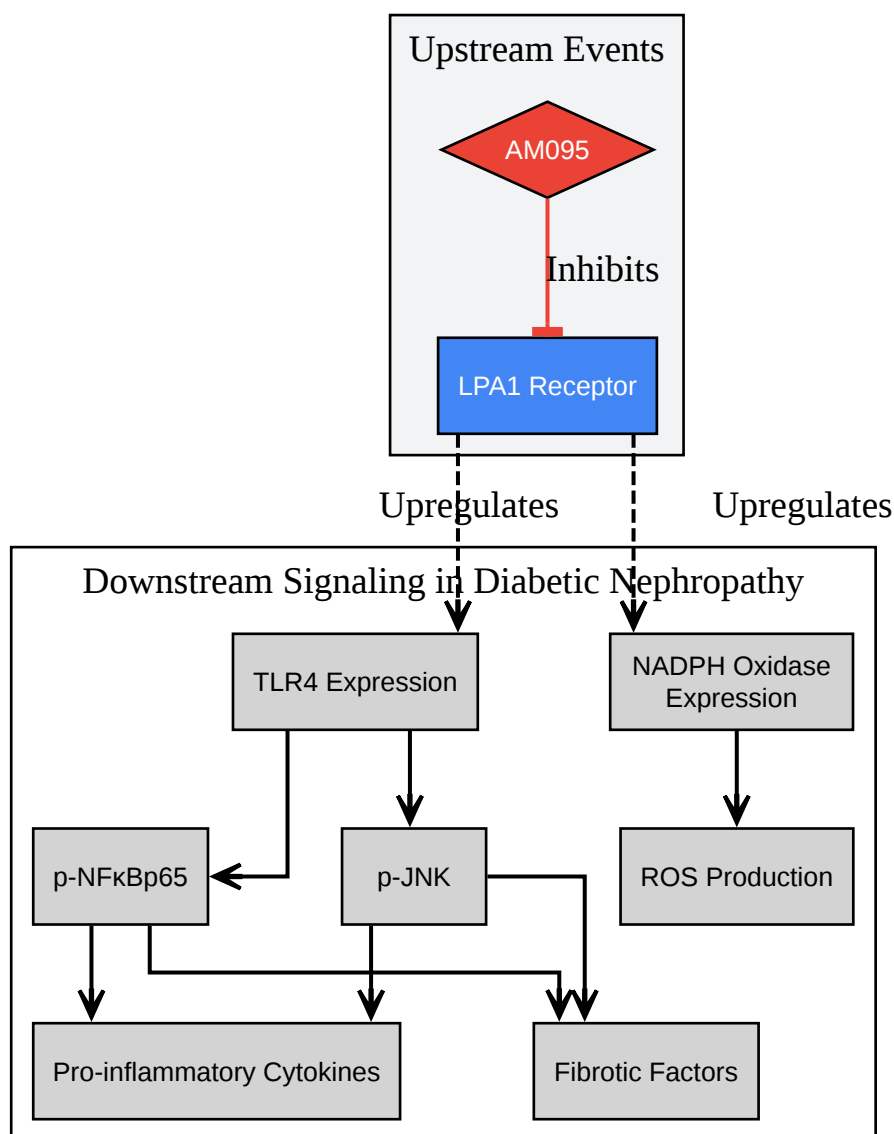 Upstream Events
AM095
Inhibits
LPA1 Receptor
Upregulates
Upregulates
Downstream Signaling in Diabetic Nephropathy
TLR4 Expression
NADPH Oxidase
Expression
p-NFκBp65
p-JNK
ROS Production
Pro-inflammatory Cytokines
Fibrotic Factors